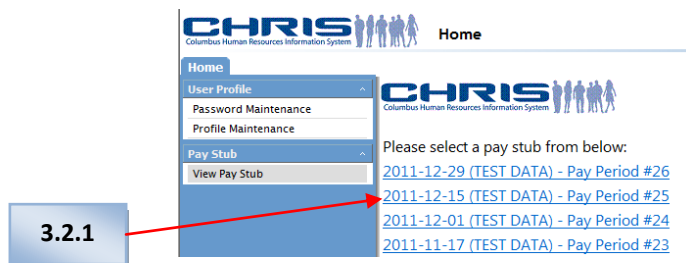 CHRIS
Columbus Human Resources Information System
Home
Home
User Profile
Password Maintenance
Profile Maintenance
Pay Stub
View Pay Stub
CHRIS
Columbus Human Resources Information System
Please select a pay stub from below:
2011-12-29 (TEST DATA) - Pay Period #26
2011-12-15 (TEST DATA) - Pay Period #25
2011-12-01 (TEST DATA) - Pay Period #24
2011-11-17 (TEST DATA) - Pay Period #23
3.2.1